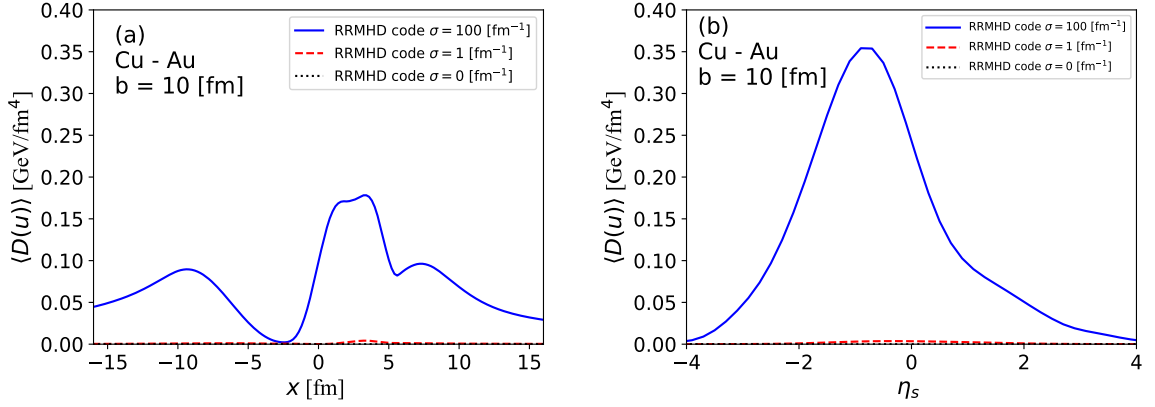 (a)
Cu - Au
b = 10 [fm]
RRMHD code σ = 100 [fm⁻¹]
RRMHD code σ = 1 [fm⁻¹]
RRMHD code σ = 0 [fm⁻¹]
⟨D(u)⟩ [GeV/fm⁴]
0.40
0.35
0.30
0.25
0.20
0.15
0.10
0.05
0.00
−15 −10 −5 0 5 10 15
x [fm]
(b)
Cu - Au
b = 10 [fm]
RRMHD code σ = 100 [fm⁻¹]
RRMHD code σ = 1 [fm⁻¹]
RRMHD code σ = 0 [fm⁻¹]
⟨D(u)⟩ [GeV/fm⁴]
0.40
0.35
0.30
0.25
0.20
0.15
0.10
0.05
0.00
−4 −2 0 2 4
ηₛ